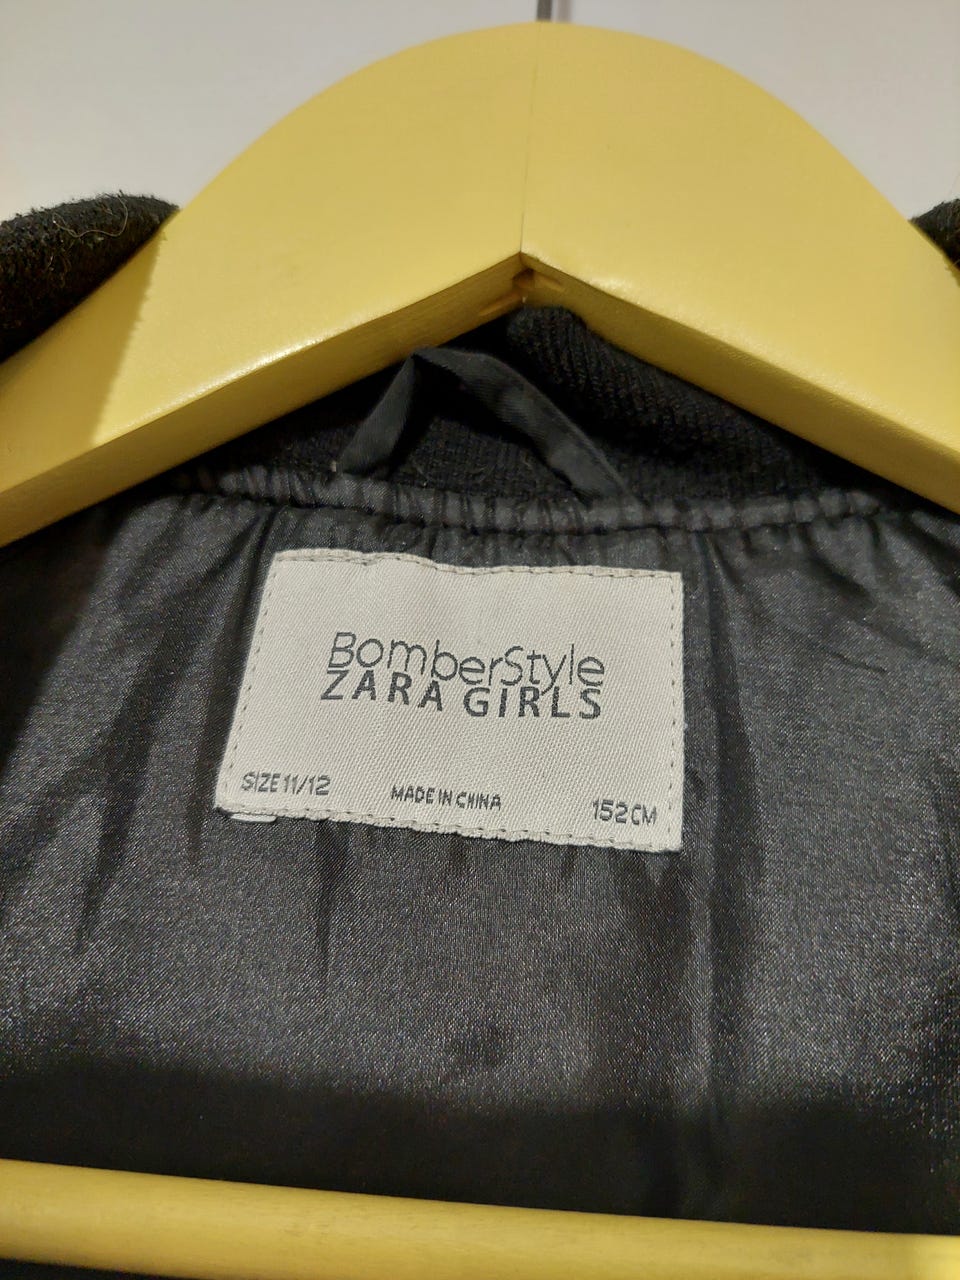 BomberStyle
ZARA GIRLS
SIZE 11/12
MADE IN CHINA
152CM